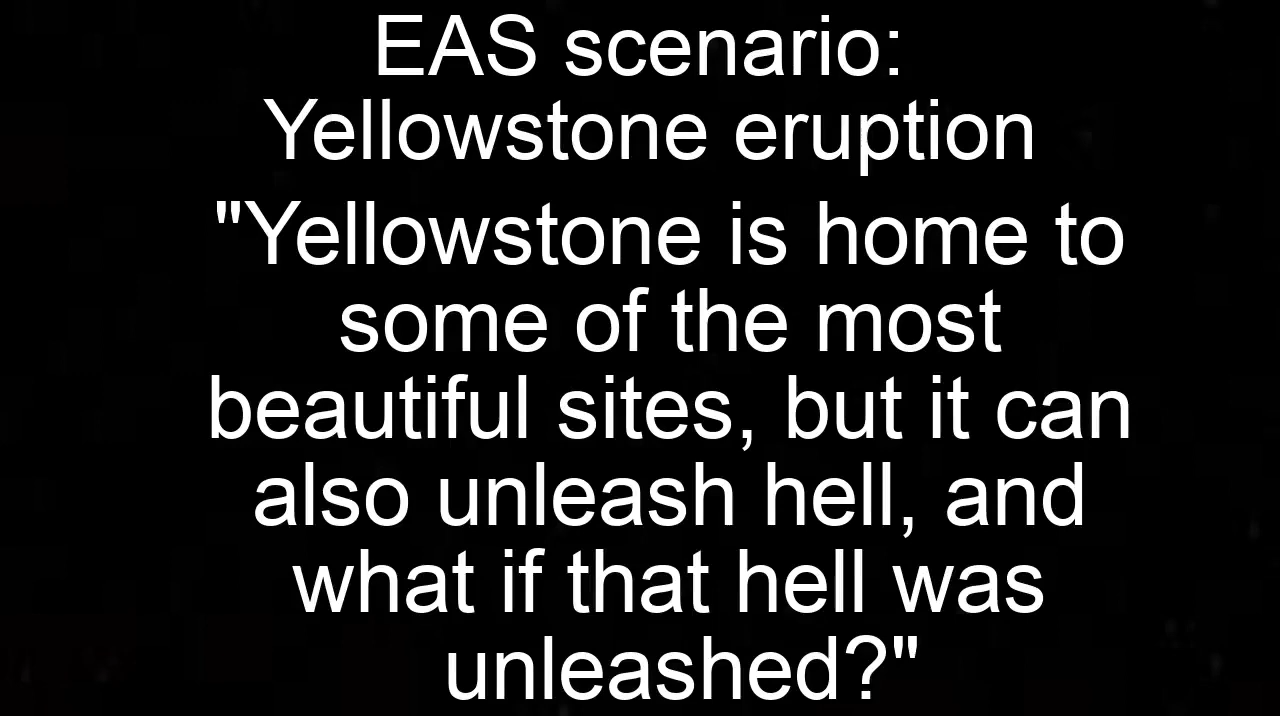 EAS scenario:
Yellowstone eruption
"Yellowstone is home to
some of the most
beautiful sites, but it can
also unleash hell, and
what if that hell was
unleashed?"